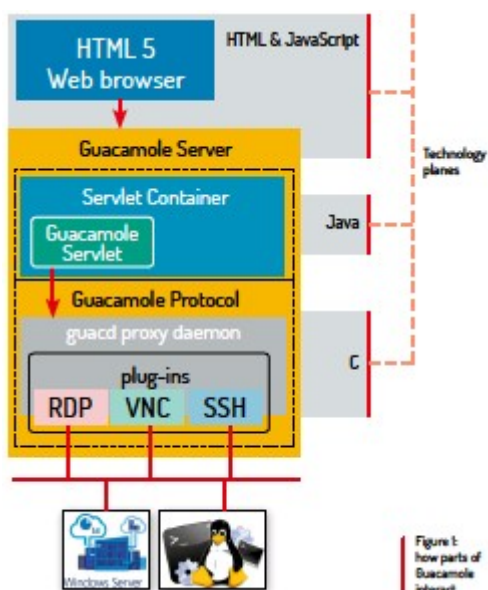 HTML 5
Web browser
HTML & JavaScript
Guacamole Server
Technology
planes
Servlet Container
Java
Guacamole
Servlet
Guacamole Protocol
guacd proxy daemon
C
plug-ins
RDP VNC SSH
Windows Server
>_
Figure 1:
how parts of
Guacamole
interact